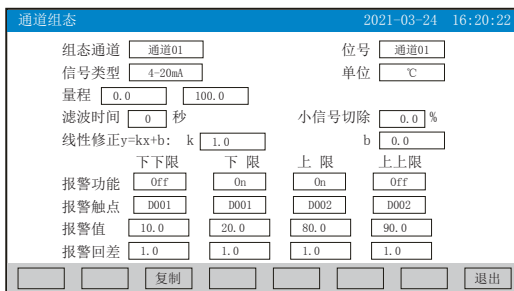 通道组态 2021-03-24 16:20:22
组态通道 通道01 位号 通道01
信号类型 4-20mA 单位 ℃
量程 0.0 100.0
滤波时间 0 秒 小信号切除 0.0 %
线性修正y=kx+b: k 1.0 b 0.0
下下限 下 限 上 限 上上限
报警功能 Off On On Off
报警触点 D001 D001 D002 D002
报警值 10.0 20.0 80.0 90.0
报警回差 1.0 1.0 1.0 1.0
复制 退出